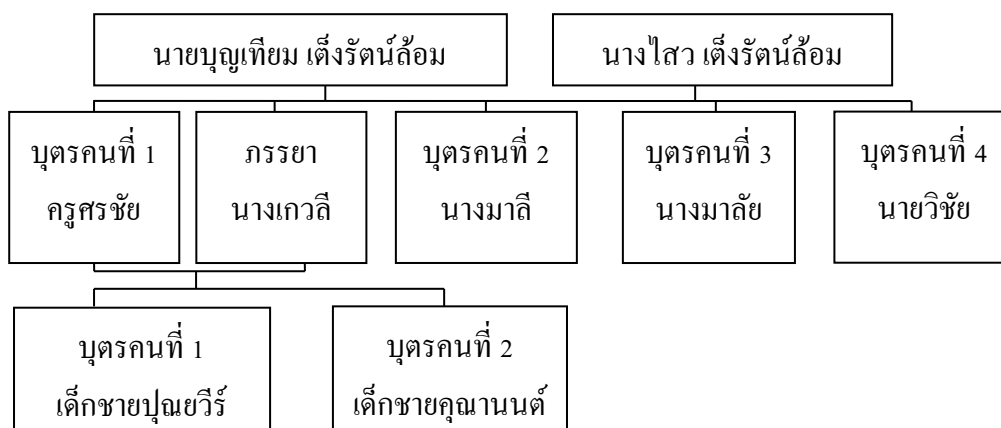 นายบุญเทียม เต็งรัตน์ล้อม
นางไสว เต็งรัตน์ล้อม
บุตรคนที่ 1
ครูศรชัย
ภรรยา
นางเกวลี
บุตรคนที่ 2
นางมาลี
บุตรคนที่ 3
นางมาลัย
บุตรคนที่ 4
นายวิชัย
บุตรคนที่ 1
เด็กชายปุณยวีร์
บุตรคนที่ 2
เด็กชายคุณานนต์